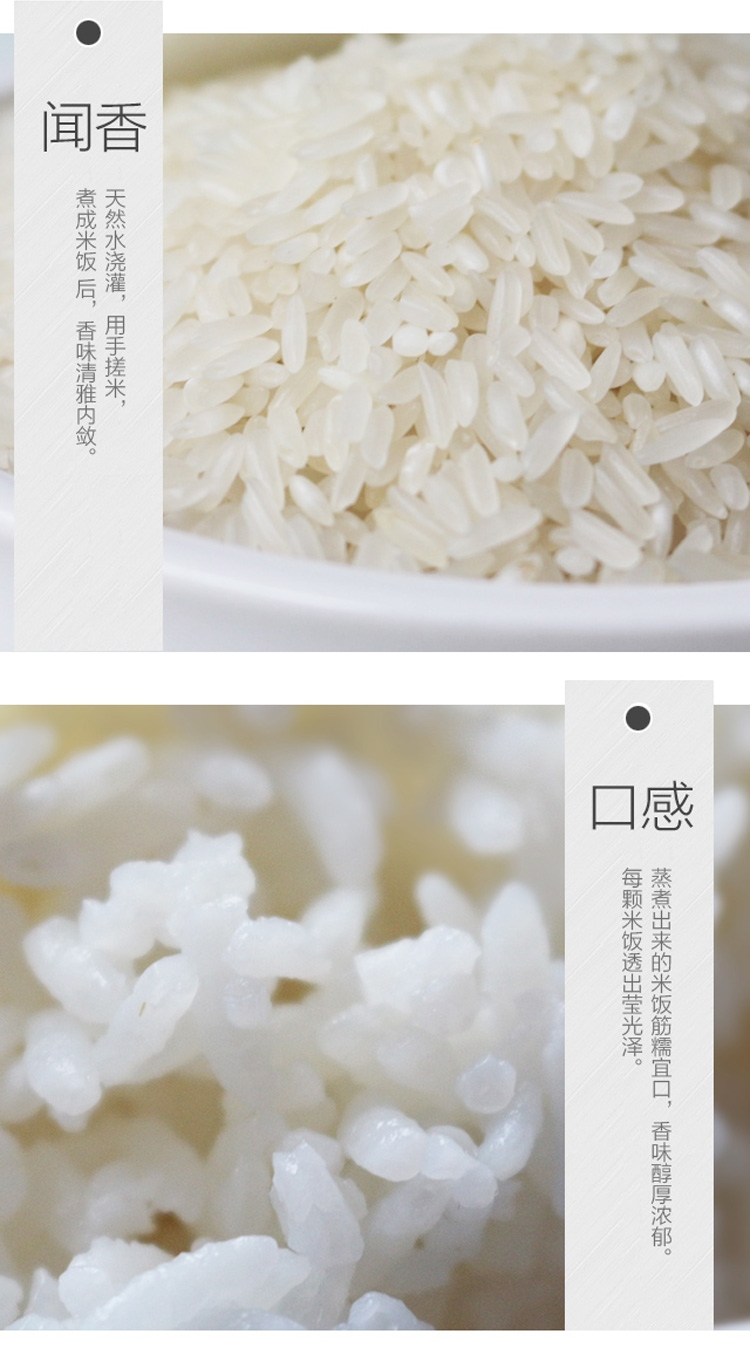 闻香
天然水浇灌，用手搓米，
煮成米饭后，香味清雅内敛。
口感
蒸煮出来的米饭筋糯宜口，香味醇厚浓郁。
每颗米饭透出莹光泽。